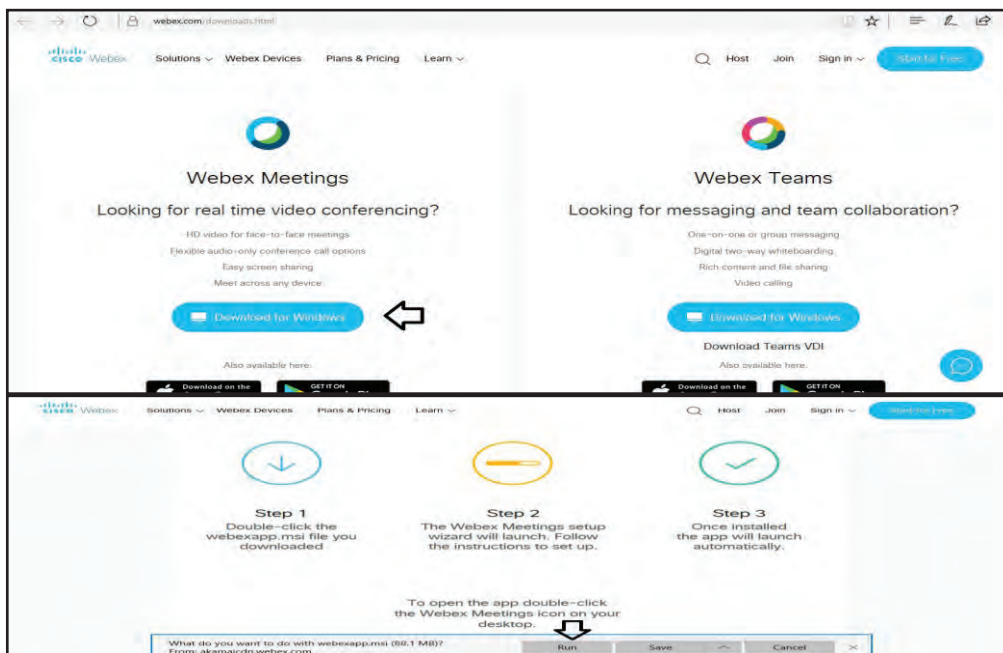 webex.com/downloads.html
cisco Webex Solutions Webex Devices Plans & Pricing Learn Host Join Sign in Start for Free
Webex Meetings
Looking for real time video conferencing?
HD video for face-to-face meetings
Flexible audio-only conference call options
Easy screen sharing
Meet across any device
Download for Windows
Also available here:
Download on the
GET IT ON
Webex Teams
Looking for messaging and team collaboration?
One-on-one or group messaging
Digital two-way whiteboarding
Rich content and file sharing
Video calling
Download for Windows
Download Teams VDI
Also available here:
Download on the
GET IT ON
cisco Webex Solutions Webex Devices Plans & Pricing Learn Host Join Sign in Start for Free
Step 1
Double-click the
webexapp.msi file you
downloaded
Step 2
The Webex Meetings setup
wizard will launch. Follow
the instructions to set up.
Step 3
Once installed
the app will launch
automatically.
To open the app double-click
the Webex Meetings icon on your
desktop.
What do you want to do with webexapp.msi (88.1 MB)?
From: akamaicdn.webex.com
Run Save Cancel